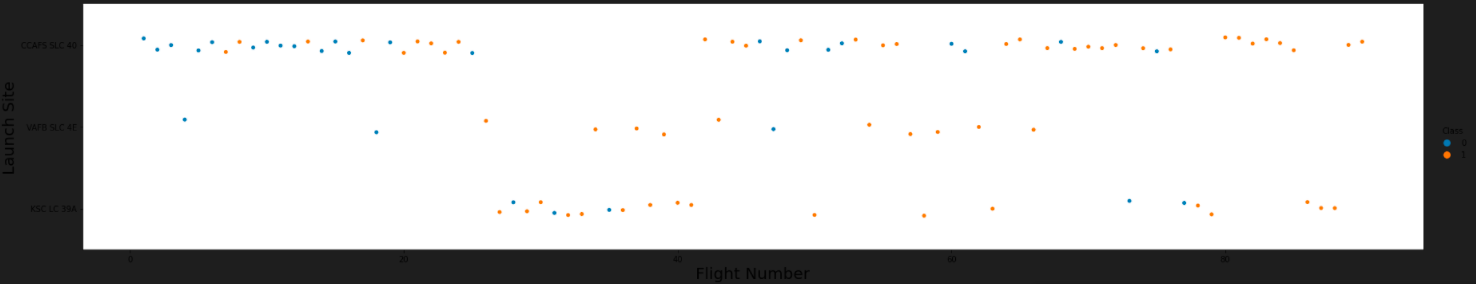 CCAFS SLC 40
VAFB SLC 4E
KSC LC 39A
Launch Site
0
20
40
60
80
Flight Number
Class
0
1